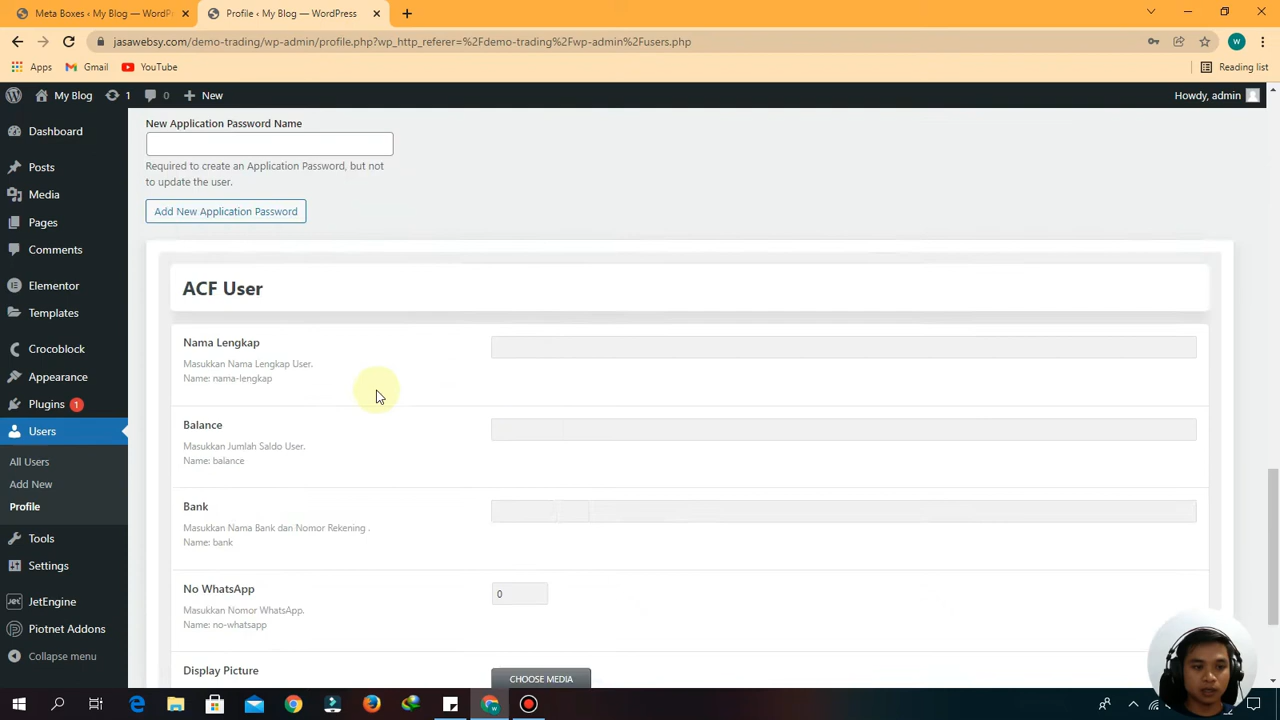 Meta Boxes ‹ My Blog — WordPr
Profile ‹ My Blog — WordPress
jasawebsy.com/demo-trading/wp-admin/profile.php?wp_http_referer=%2Fdemo-trading%2Fwp-admin%2Fusers.php
W
Apps
Gmail
YouTube
Reading list
My Blog
1
0
New
Howdy, admin
Dashboard
Posts
Media
Pages
Comments
Elementor
Templates
Crocoblock
Appearance
Plugins 1
Users
All Users
Add New
Profile
Tools
Settings
JetEngine
Piotnet Addons
Collapse menu
New Application Password Name
Required to create an Application Password, but not
to update the user.
Add New Application Password
ACF User
Nama Lengkap
Masukkan Nama Lengkap User.
Name: nama-lengkap
Balance
Masukkan Jumlah Saldo User.
Name: balance
Bank
Masukkan Nama Bank dan Nomor Rekening .
Name: bank
No WhatsApp
0
Masukkan Nomor WhatsApp.
Name: no-whatsapp
Display Picture
CHOOSE MEDIA